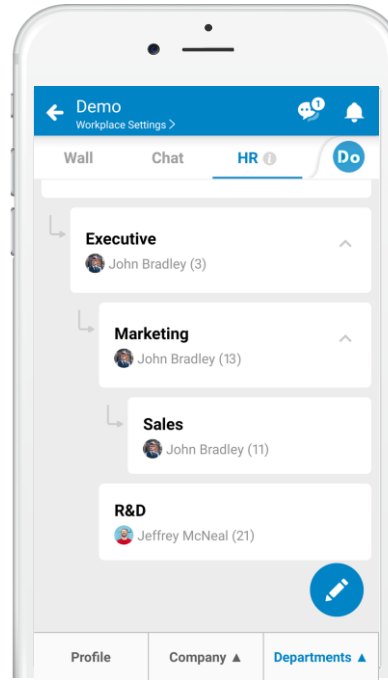 Demo
Workplace Settings >
1
Wall
Chat
HR i
Do
Executive
John Bradley (3)
Marketing
John Bradley (13)
Sales
John Bradley (11)
R&D
Jeffrey McNeal (21)
Profile
Company ▲
Departments ▲